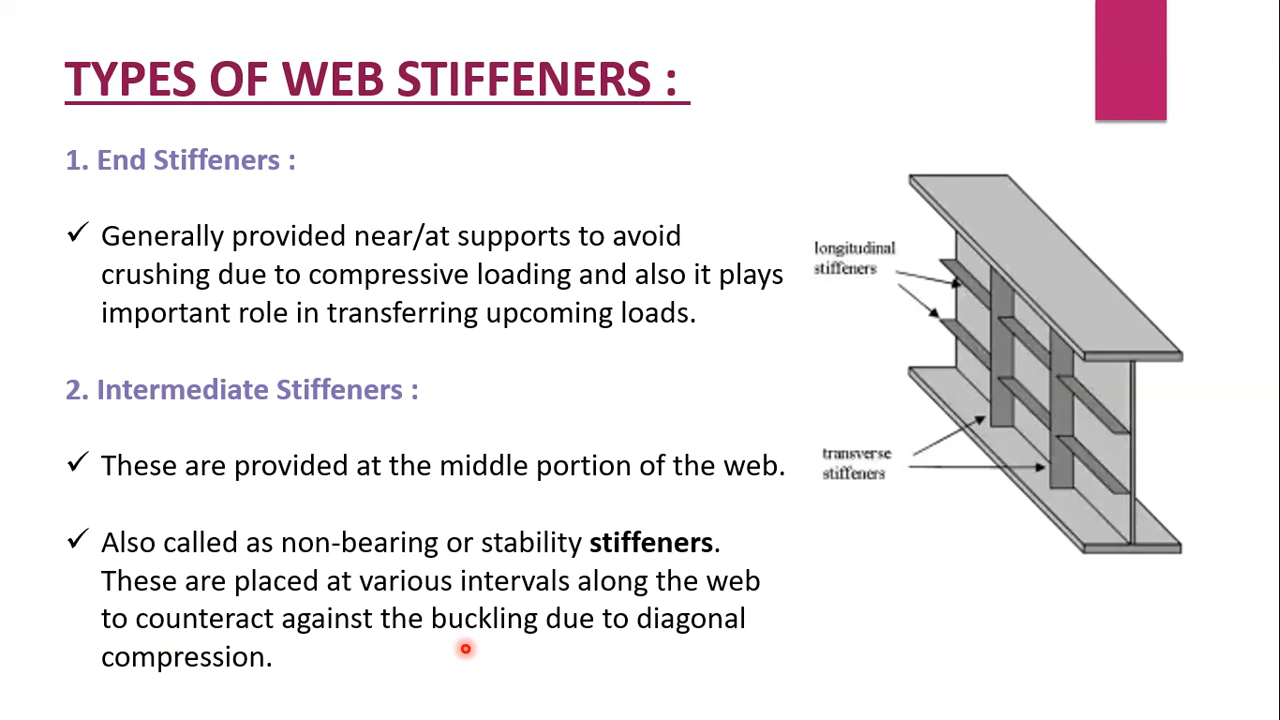 TYPES OF WEB STIFFENERS :
1. End Stiffeners :
✓ Generally provided near/at supports to avoid
crushing due to compressive loading and also it plays
important role in transferring upcoming loads.
2. Intermediate Stiffeners :
✓ These are provided at the middle portion of the web.
✓ Also called as non-bearing or stability stiffeners.
These are placed at various intervals along the web
to counteract against the buckling due to diagonal
compression.
longitudinal
stiffeners
transverse
stiffeners